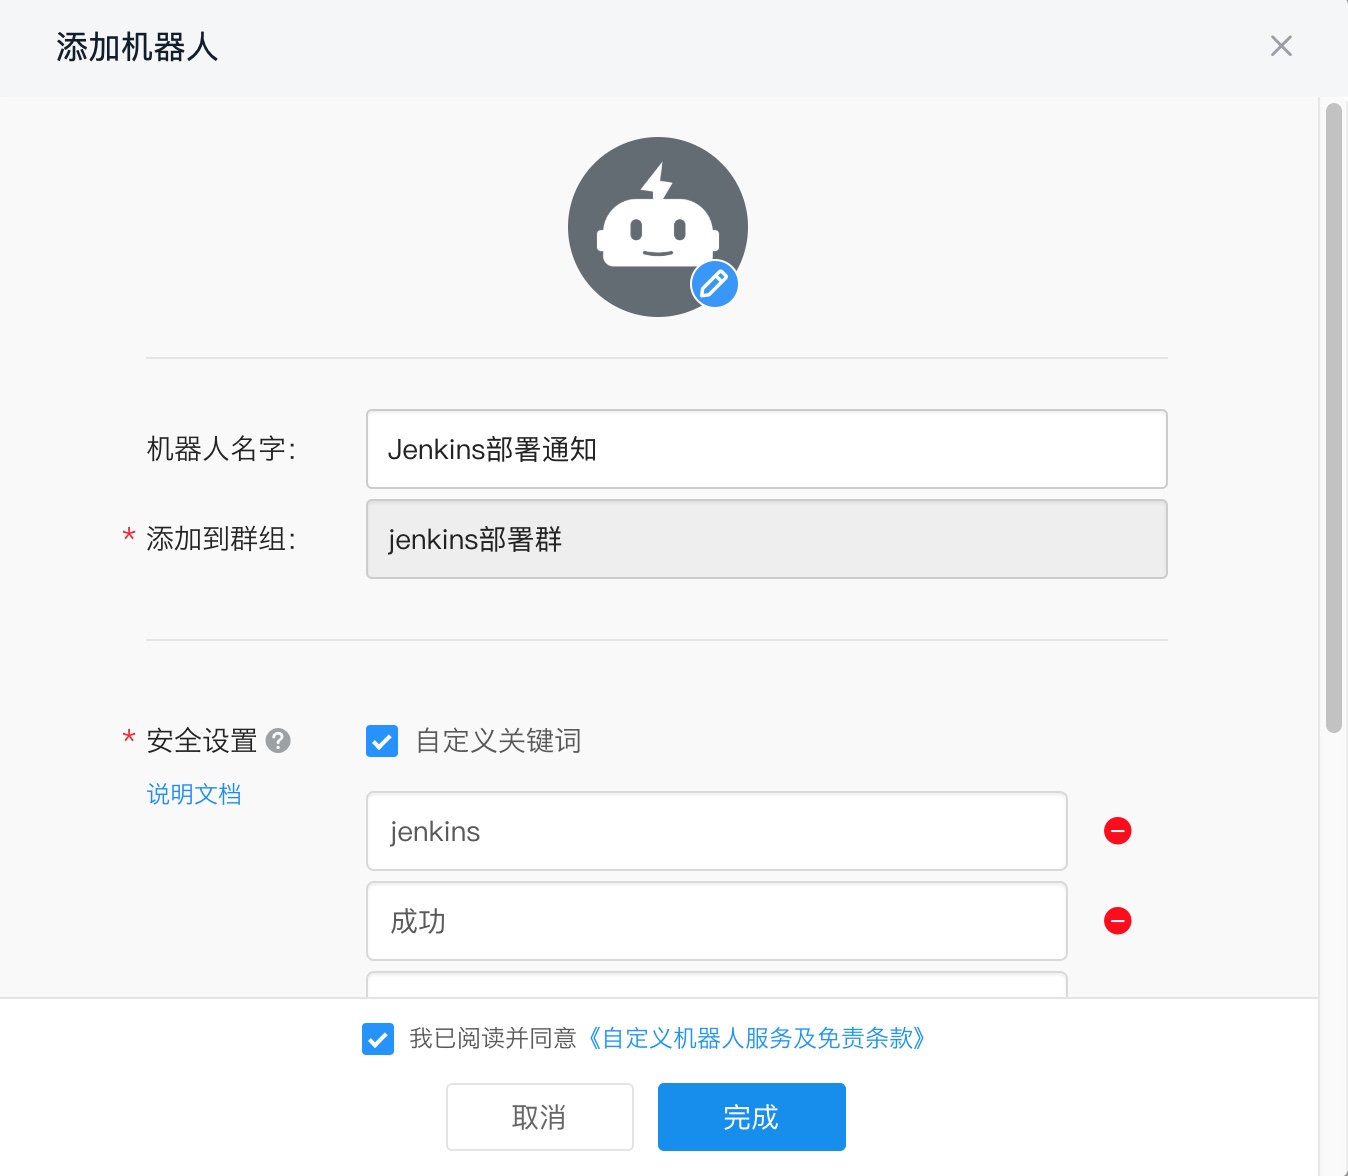 添加机器人
机器人名字：
Jenkins部署通知
* 添加到群组：
jenkins部署群
* 安全设置 ?
自定义关键词
说明文档
jenkins
成功
我已阅读并同意《自定义机器人服务及免责条款》
取消
完成